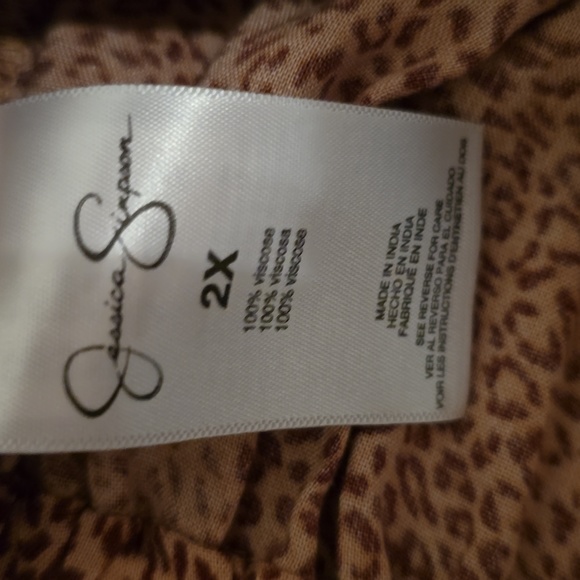 Jessica Simpson
2X
100% viscose
100% viscosa
100% viscose
MADE IN INDIA
HECHO EN INDIA
FABRIQUÉ EN INDE
SEE REVERSE FOR CARE
VER AL REVERSO PARA EL CUIDADO
VOIR LES INSTRUCTIONS D'ENTRETIEN AU DOS